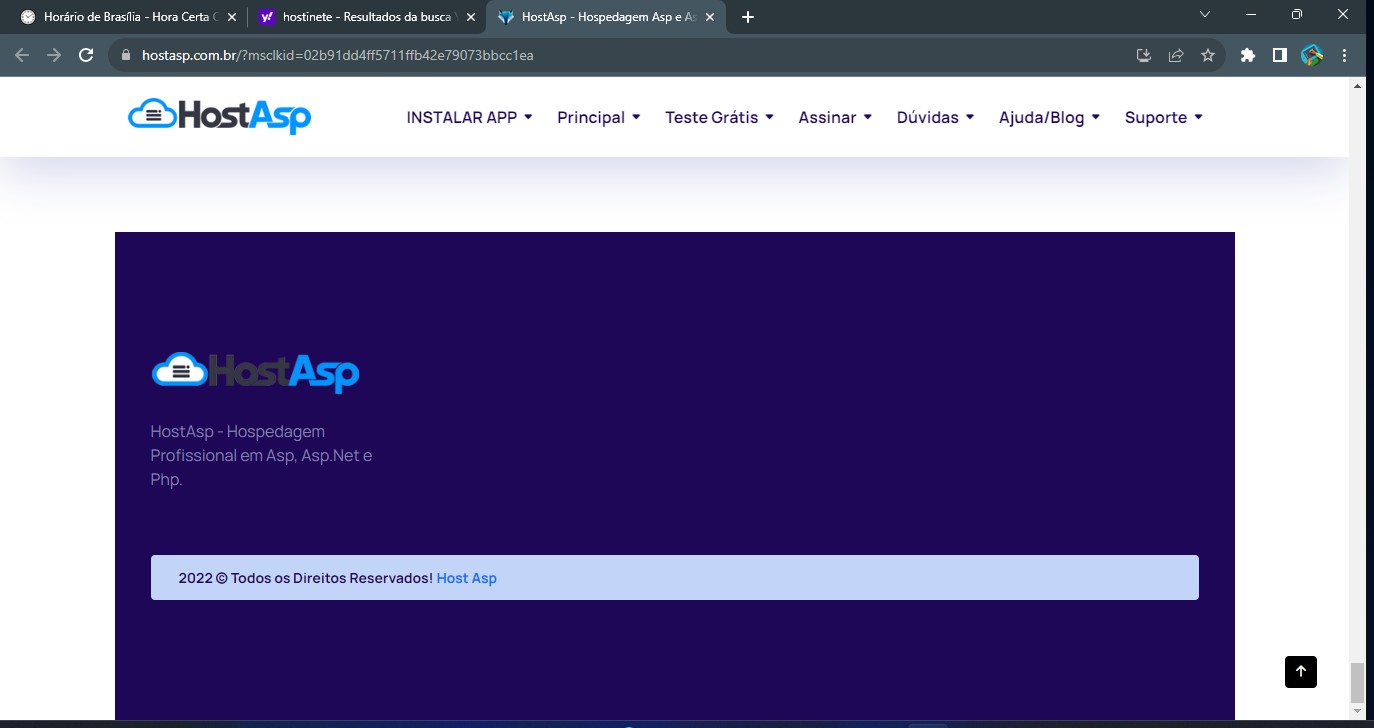 Horário de Brasília - Hora Certa
hostinete - Resultados da busca
HostAsp - Hospedagem Asp e As
hostasp.com.br/?msclkid=02b91dd4ff5711ffb42e79073bbcc1ea
HostAsp
INSTALAR APP
Principal
Teste Grátis
Assinar
Dúvidas
Ajuda/Blog
Suporte
HostAsp
HostAsp - Hospedagem
Profissional em Asp, Asp.Net e
Php.
2022 © Todos os Direitos Reservados! Host Asp